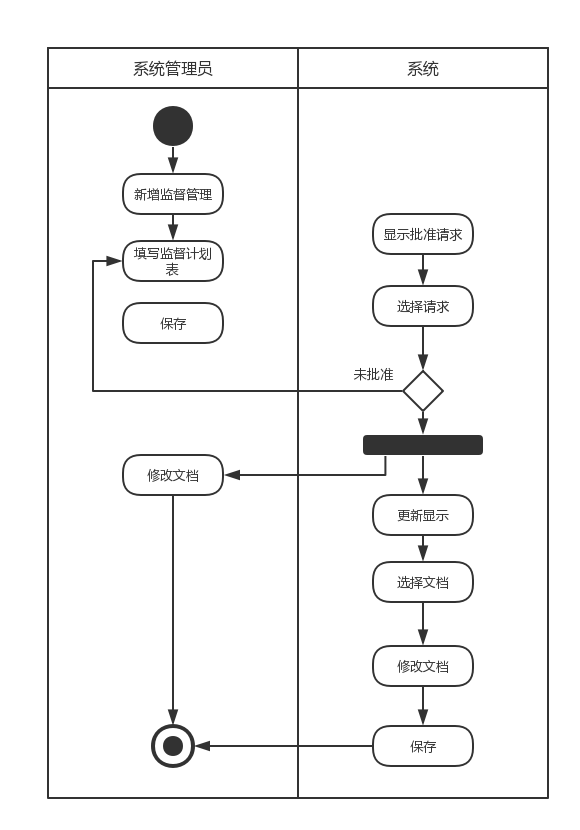 系统管理员
系统
新增监督管理
填写监督计划
表
保存
显示批准请求
选择请求
未批准
修改文档
更新显示
选择文档
修改文档
保存